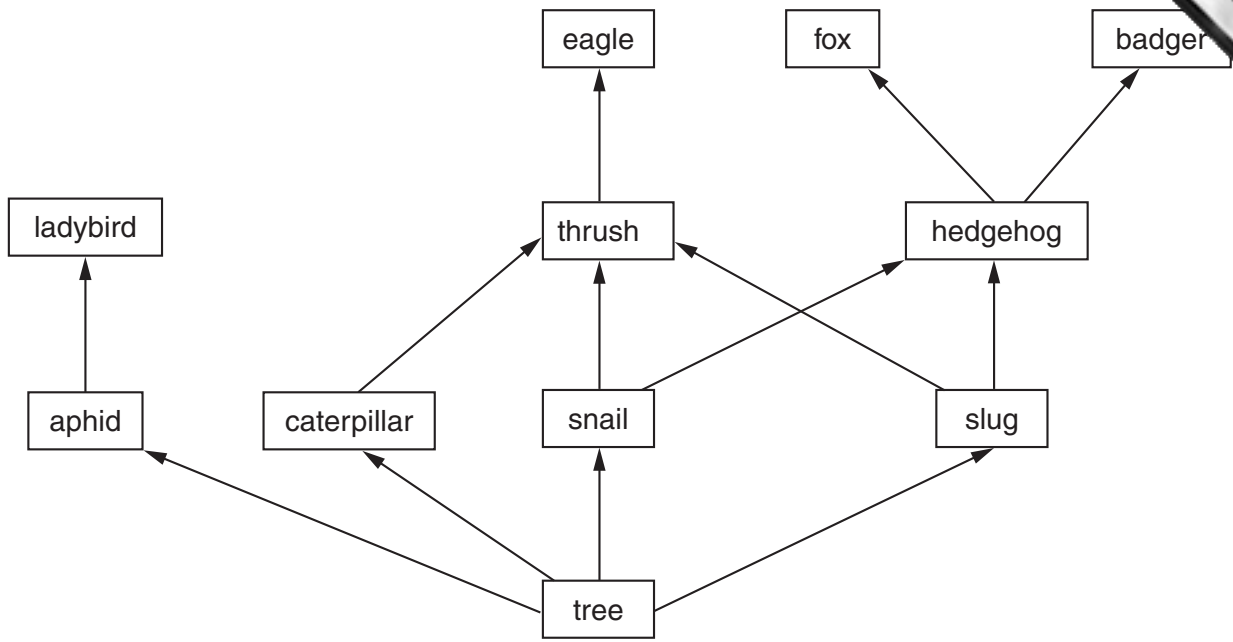 eagle
fox
badger
ladybird
thrush
hedgehog
aphid
caterpillar
snail
slug
tree